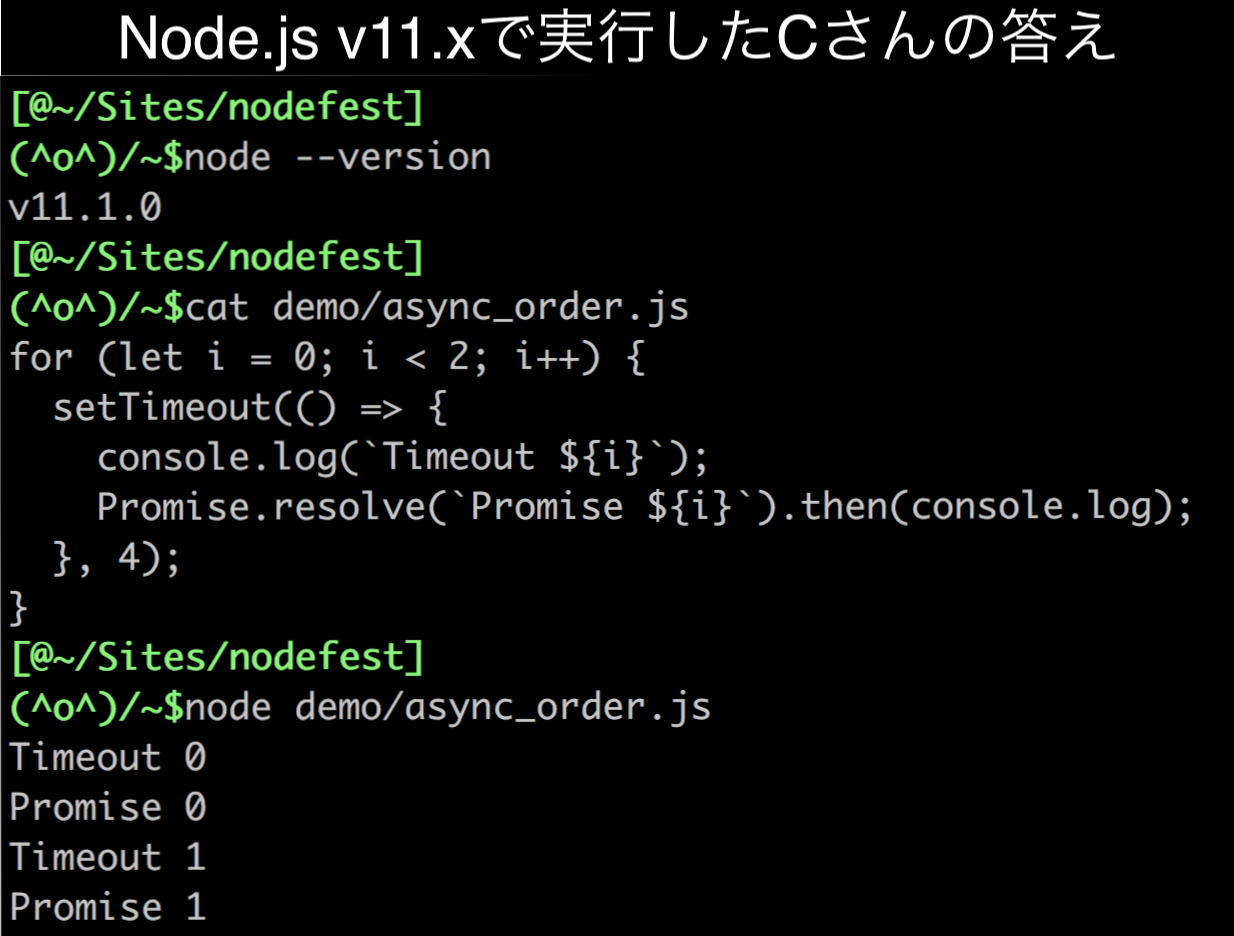 Node.js v11.xで実行したCさんの答え
[@~/Sites/nodefest]
(^o^)/~$node --version
v11.1.0
[@~/Sites/nodefest]
(^o^)/~$cat demo/async_order.js
for (let i = 0; i < 2; i++) {
  setTimeout(() => {
    console.log(`Timeout ${i}`);
    Promise.resolve(`Promise ${i}`).then(console.log);
  }, 4);
}
[@~/Sites/nodefest]
(^o^)/~$node demo/async_order.js
Timeout 0
Promise 0
Timeout 1
Promise 1